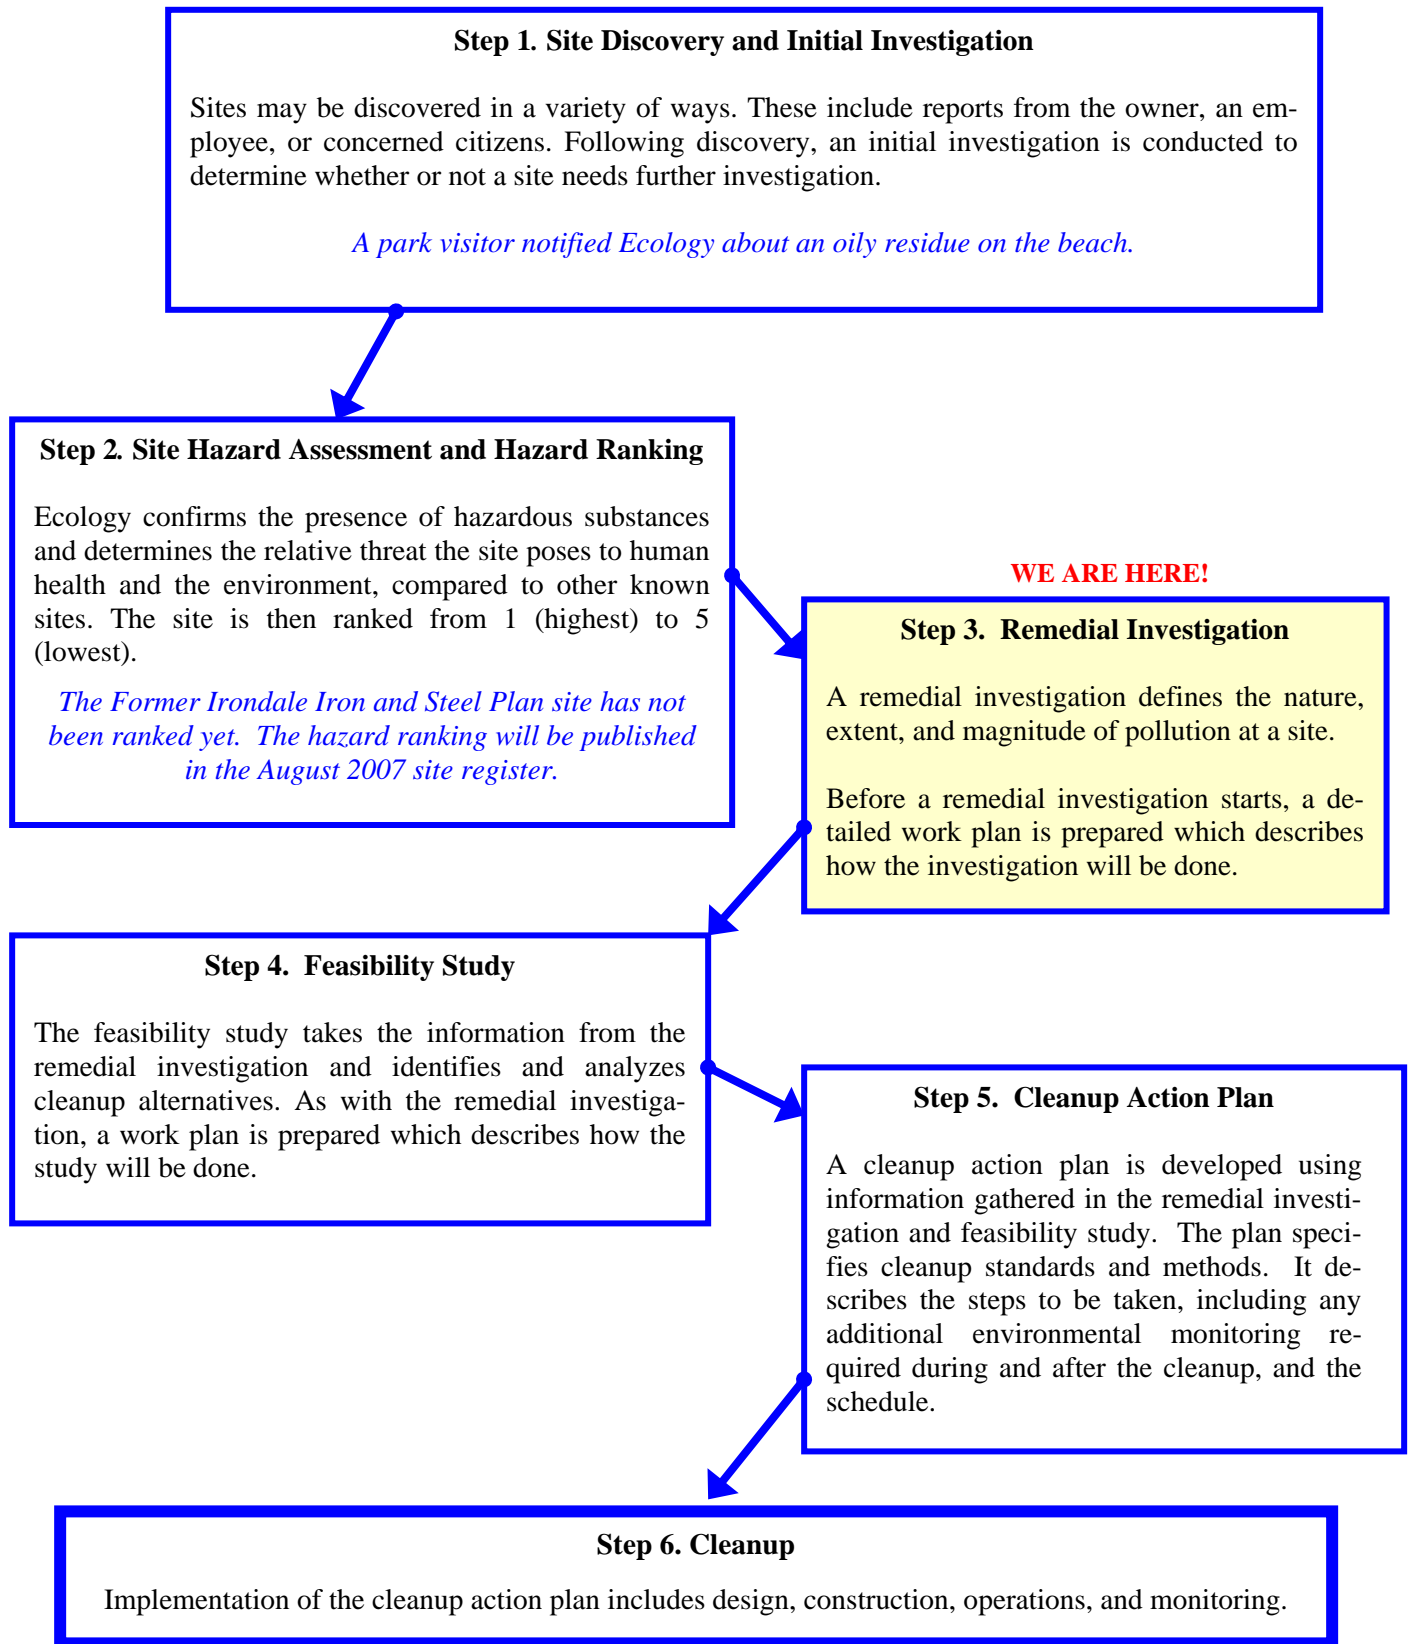 Step 1. Site Discovery and Initial Investigation
Sites may be discovered in a variety of ways. These include reports from the owner, an em-
ployee, or concerned citizens. Following discovery, an initial investigation is conducted to
determine whether or not a site needs further investigation.
A park visitor notified Ecology about an oily residue on the beach.
Step 2. Site Hazard Assessment and Hazard Ranking
Ecology confirms the presence of hazardous substances
and determines the relative threat the site poses to human
health and the environment, compared to other known
sites. The site is then ranked from 1 (highest) to 5
(lowest).
The Former Irondale Iron and Steel Plan site has not
been ranked yet. The hazard ranking will be published
in the August 2007 site register.
WE ARE HERE!
Step 3. Remedial Investigation
A remedial investigation defines the nature,
extent, and magnitude of pollution at a site.
Before a remedial investigation starts, a de-
tailed work plan is prepared which describes
how the investigation will be done.
Step 4. Feasibility Study
The feasibility study takes the information from the
remedial investigation and identifies and analyzes
cleanup alternatives. As with the remedial investiga-
tion, a work plan is prepared which describes how the
study will be done.
Step 5. Cleanup Action Plan
A cleanup action plan is developed using
information gathered in the remedial investi-
gation and feasibility study. The plan speci-
fies cleanup standards and methods. It de-
scribes the steps to be taken, including any
additional environmental monitoring re-
quired during and after the cleanup, and the
schedule.
Step 6. Cleanup
Implementation of the cleanup action plan includes design, construction, operations, and monitoring.